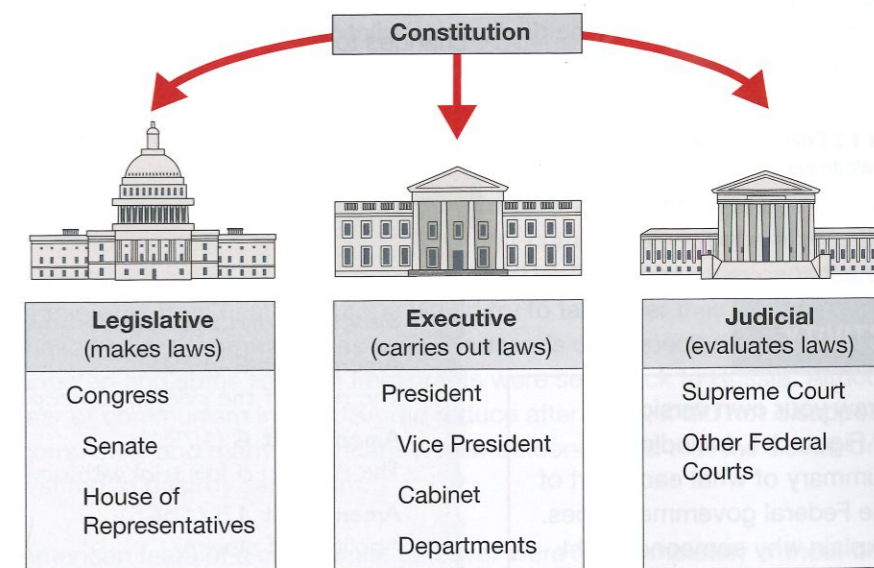 Constitution
Legislative
(makes laws)
Congress
Senate
House of
Representatives
Executive
(carries out laws)
President
Vice President
Cabinet
Departments
Judicial
(evaluates laws)
Supreme Court
Other Federal
Courts